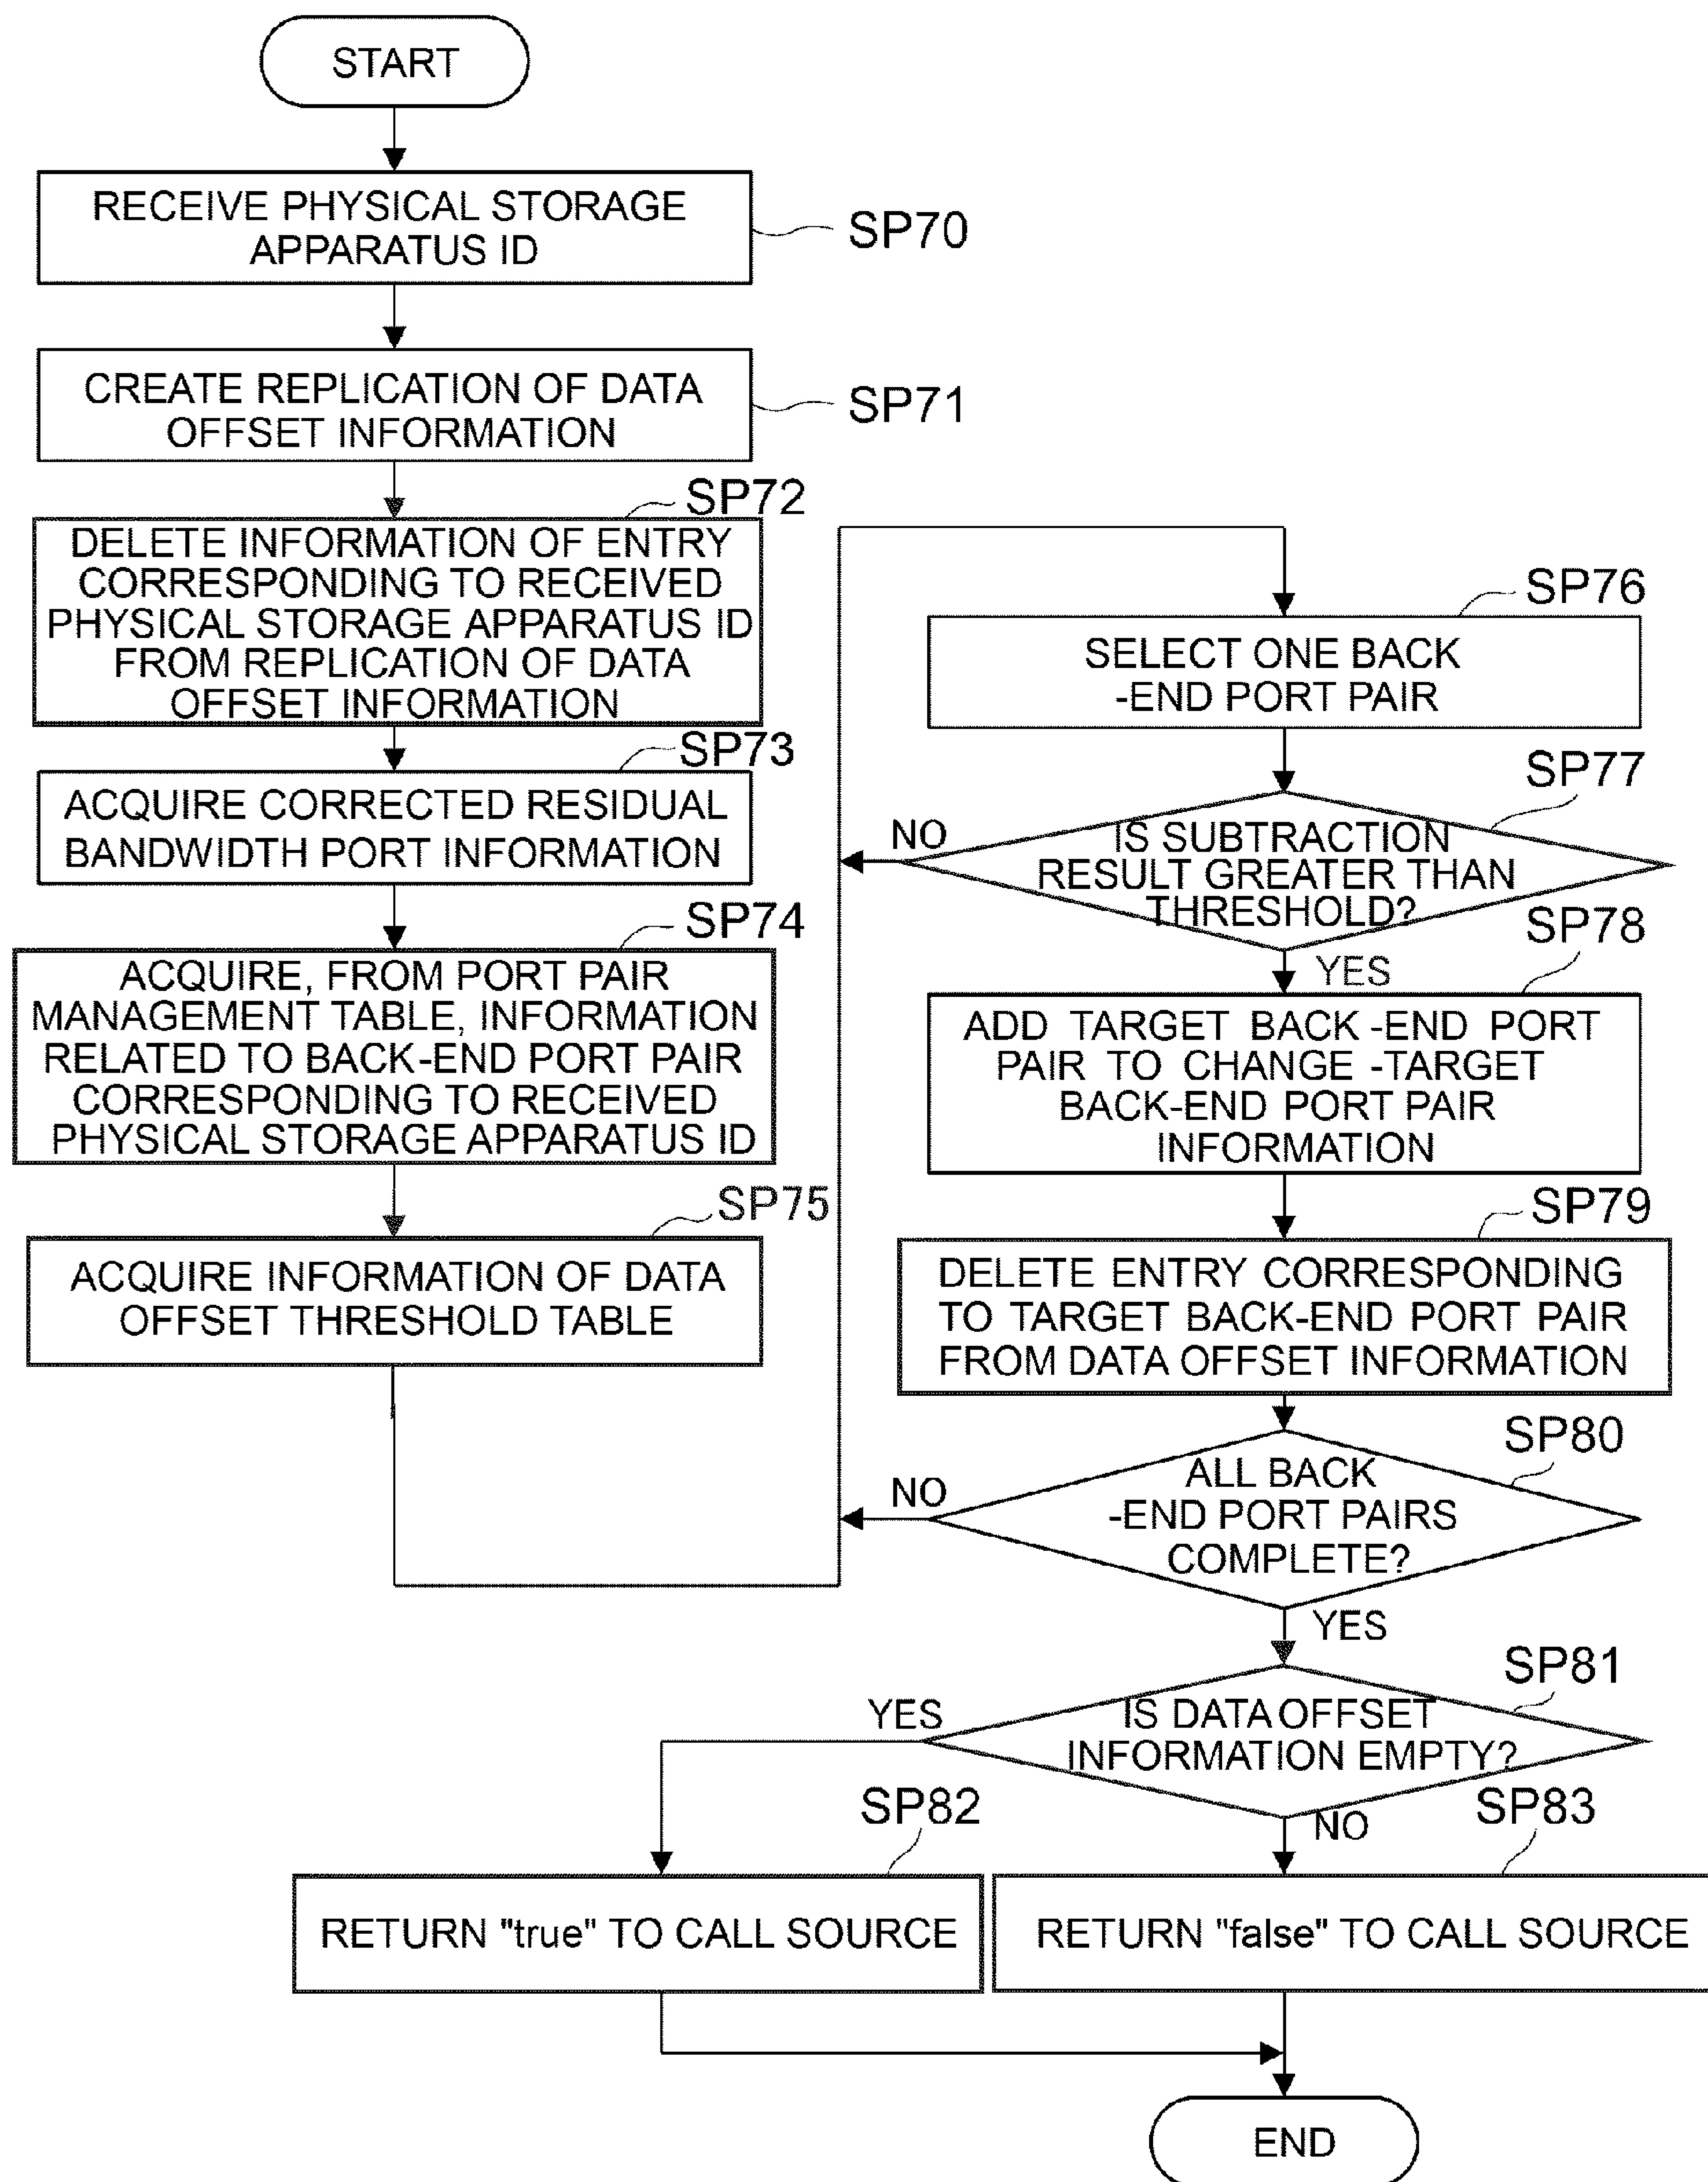 START
RECEIVE PHYSICAL STORAGE
APPARATUS ID
SP70
CREATE REPLICATION OF DATA
OFFSET INFORMATION
SP71
SP72
DELETE INFORMATION OF ENTRY
CORRESPONDING TO RECEIVED
PHYSICAL STORAGE APPARATUS ID
FROM REPLICATION OF DATA
OFFSET INFORMATION
SP73
ACQUIRE CORRECTED RESIDUAL
BANDWIDTH PORT INFORMATION
SP74
ACQUIRE, FROM PORT PAIR
MANAGEMENT TABLE, INFORMATION
RELATED TO BACK-END PORT PAIR
CORRESPONDING TO RECEIVED
PHYSICAL STORAGE APPARATUS ID
SP75
ACQUIRE INFORMATION OF DATA
OFFSET THRESHOLD TABLE
SP76
SELECT ONE BACK
-END PORT PAIR
SP77
NO
IS SUBTRACTION
RESULT GREATER THAN
THRESHOLD?
SP78
YES
ADD TARGET BACK -END PORT
PAIR TO CHANGE -TARGET
BACK-END PORT PAIR
INFORMATION
SP79
DELETE ENTRY CORRESPONDING
TO TARGET BACK-END PORT PAIR
FROM DATA OFFSET INFORMATION
SP80
NO
ALL BACK
-END PORT PAIRS
COMPLETE?
YES
SP81
YES
IS DATA OFFSET
INFORMATION EMPTY?
SP82
NO
SP83
RETURN "true" TO CALL SOURCE
RETURN "false" TO CALL SOURCE
END